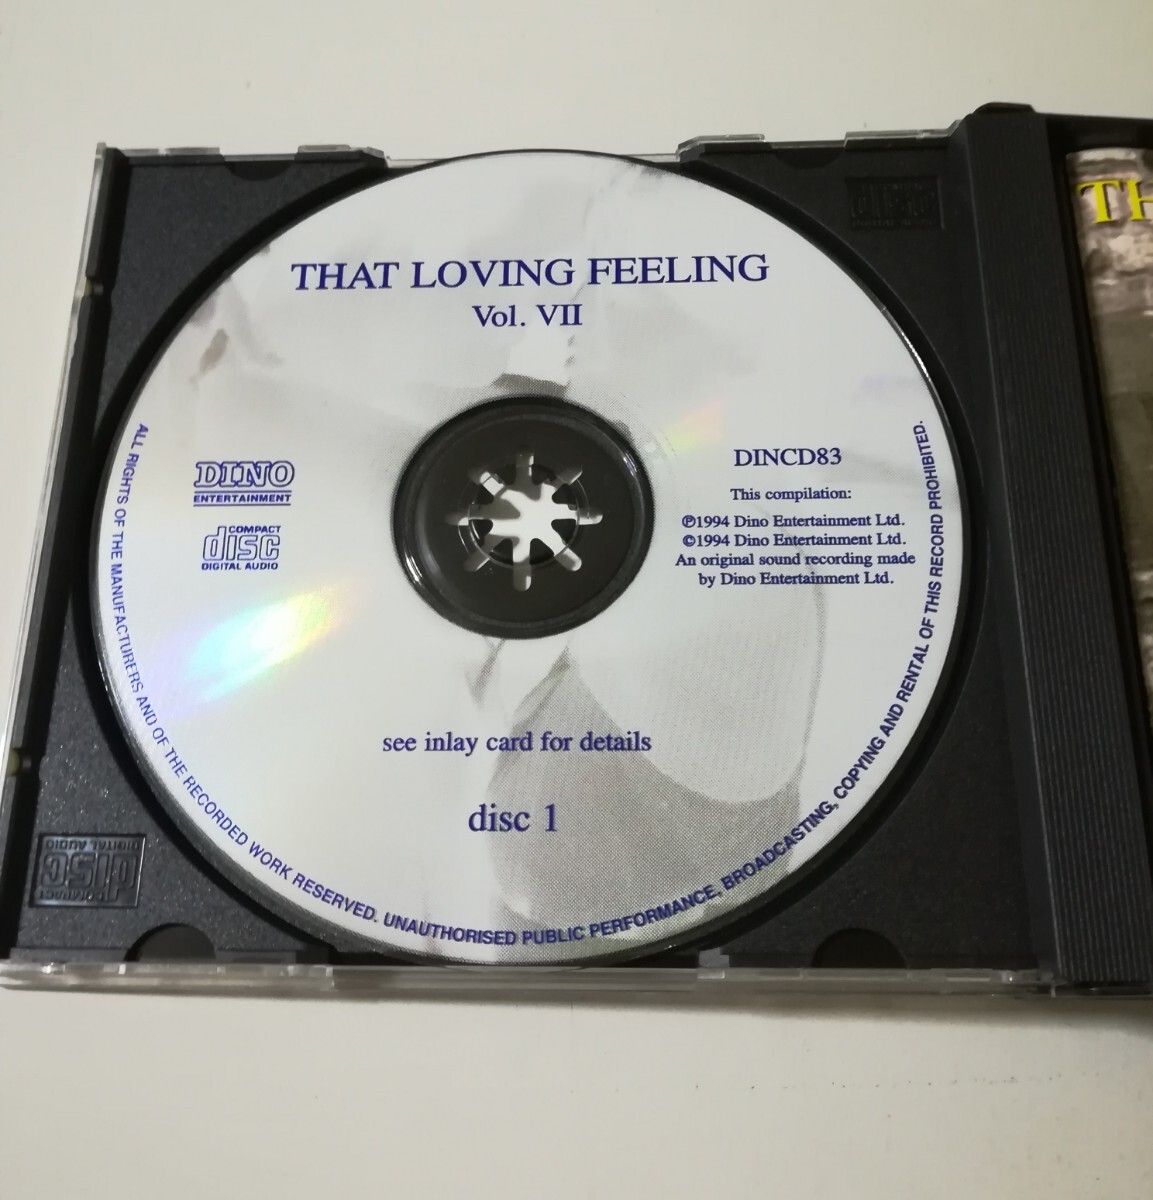 THAT LOVING FEELING
Vol. VII
DINO
ENTERTAINMENT
COMPACT
disc
DIGITAL AUDIO
DINCD83
This compilation:
℗1994 Dino Entertainment Ltd.
©1994 Dino Entertainment Ltd.
An original sound recording made
by Dino Entertainment Ltd.
see inlay card for details
disc 1
ALL RIGHTS OF THE MANUFACTURERS AND OF THE RECORDED WORK RESERVED. UNAUTHORISED PUBLIC PERFORMANCE, BROADCASTING, COPYING AND RENTAL OF THIS RECORD PROHIBITED.
TH
COMPACT
disc
DIGITAL AUDIO